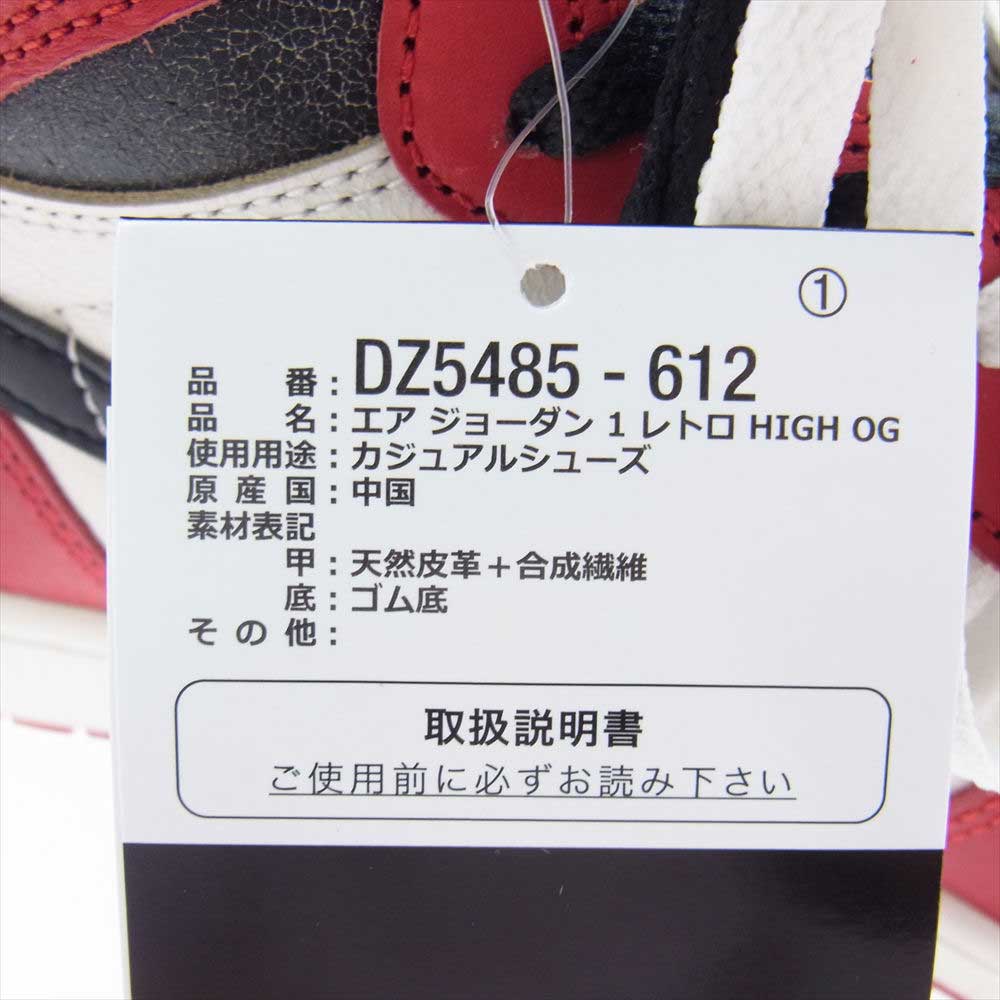 ①
品番：DZ5485 - 612
品名：エア ジョーダン 1 レトロ HIGH OG
使用用途：カジュアルシューズ
原産国：中国
素材表記
甲：天然皮革＋合成繊維
底：ゴム底
その他：
取扱説明書
ご使用前に必ずお読み下さい